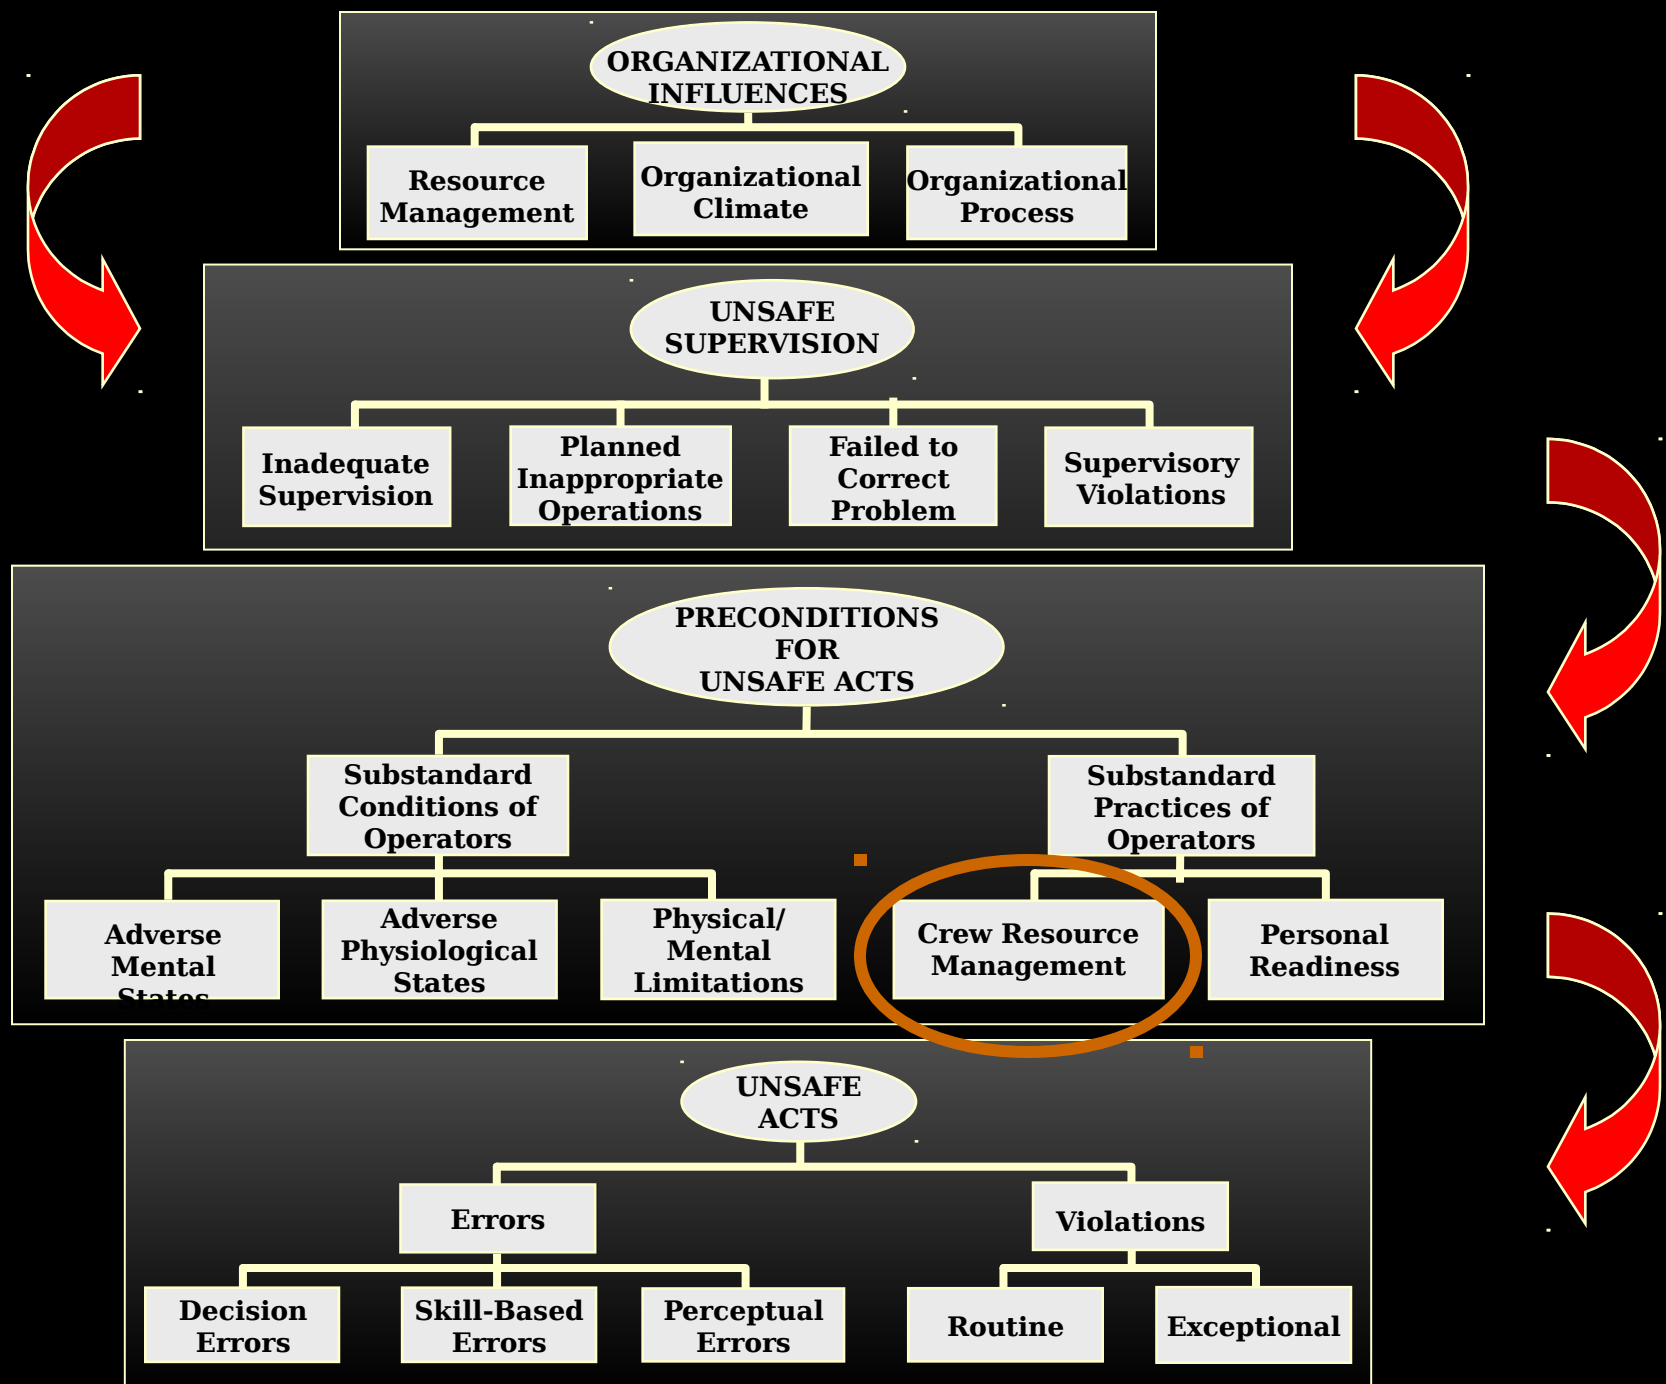 ORGANIZATIONAL
INFLUENCES
Resource
Management
Organizational
Climate
Organizational
Process
UNSAFE
SUPERVISION
Inadequate
Supervision
Planned
Inappropriate
Operations
Failed to
Correct
Problem
Supervisory
Violations
PRECONDITIONS
FOR
UNSAFE ACTS
Substandard
Conditions of
Operators
Substandard
Practices of
Operators
Adverse
Mental
States
Adverse
Physiological
States
Physical/
Mental
Limitations
Crew Resource
Management
Personal
Readiness
UNSAFE
ACTS
Errors
Violations
Decision
Errors
Skill-Based
Errors
Perceptual
Errors
Routine
Exceptional